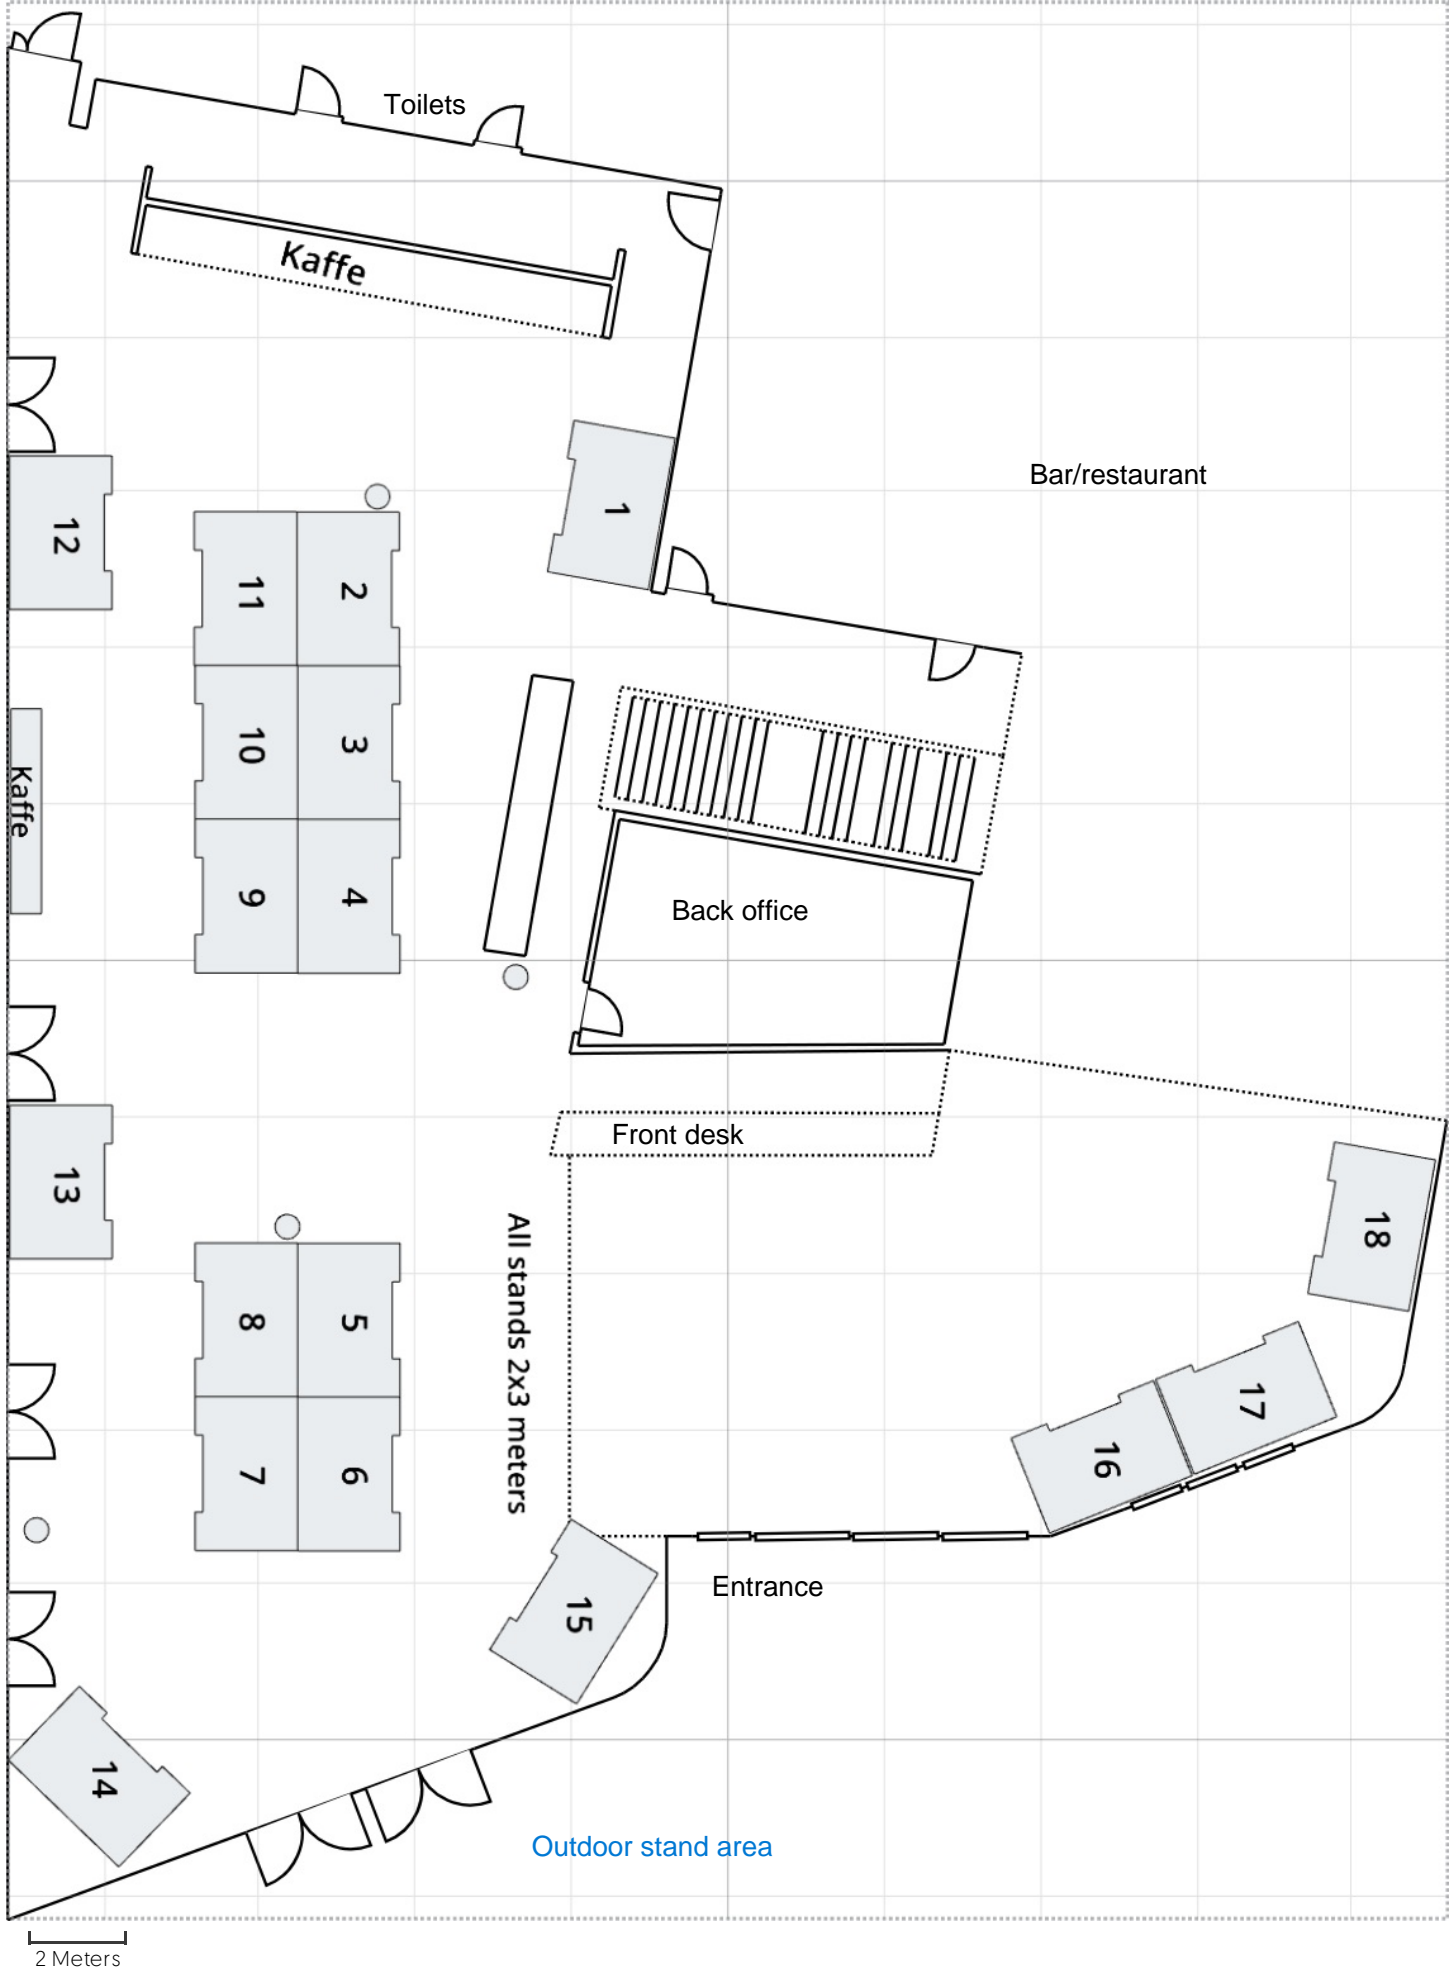 Toilets
Kaffe
Bar/restaurant
1
12
11
2
10
3
Kaffe
9
4
Back office
Front desk
13
18
All stands 2x3 meters
8
5
17
16
7
6
Entrance
15
14
Outdoor stand area
2 Meters